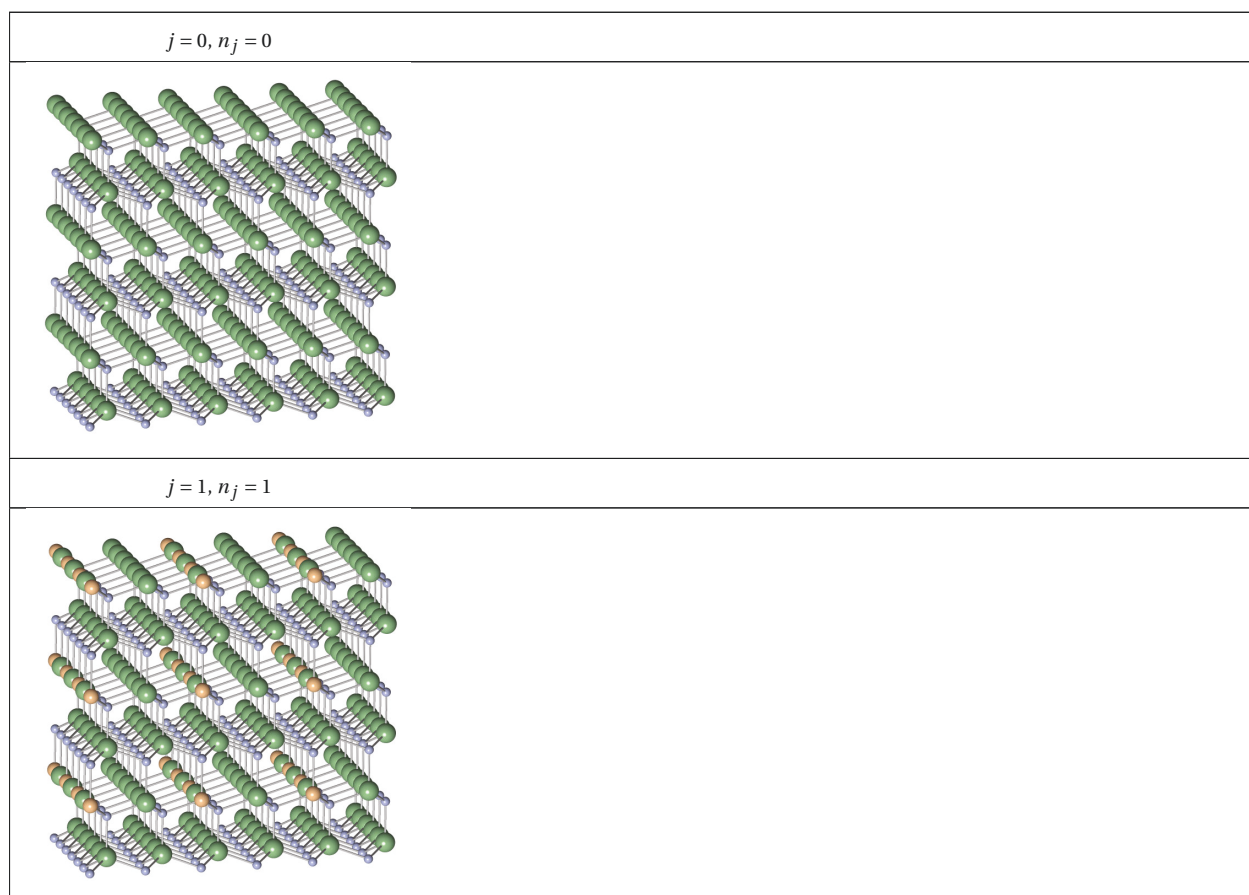 j = 0, n_j = 0
j = 1, n_j = 1